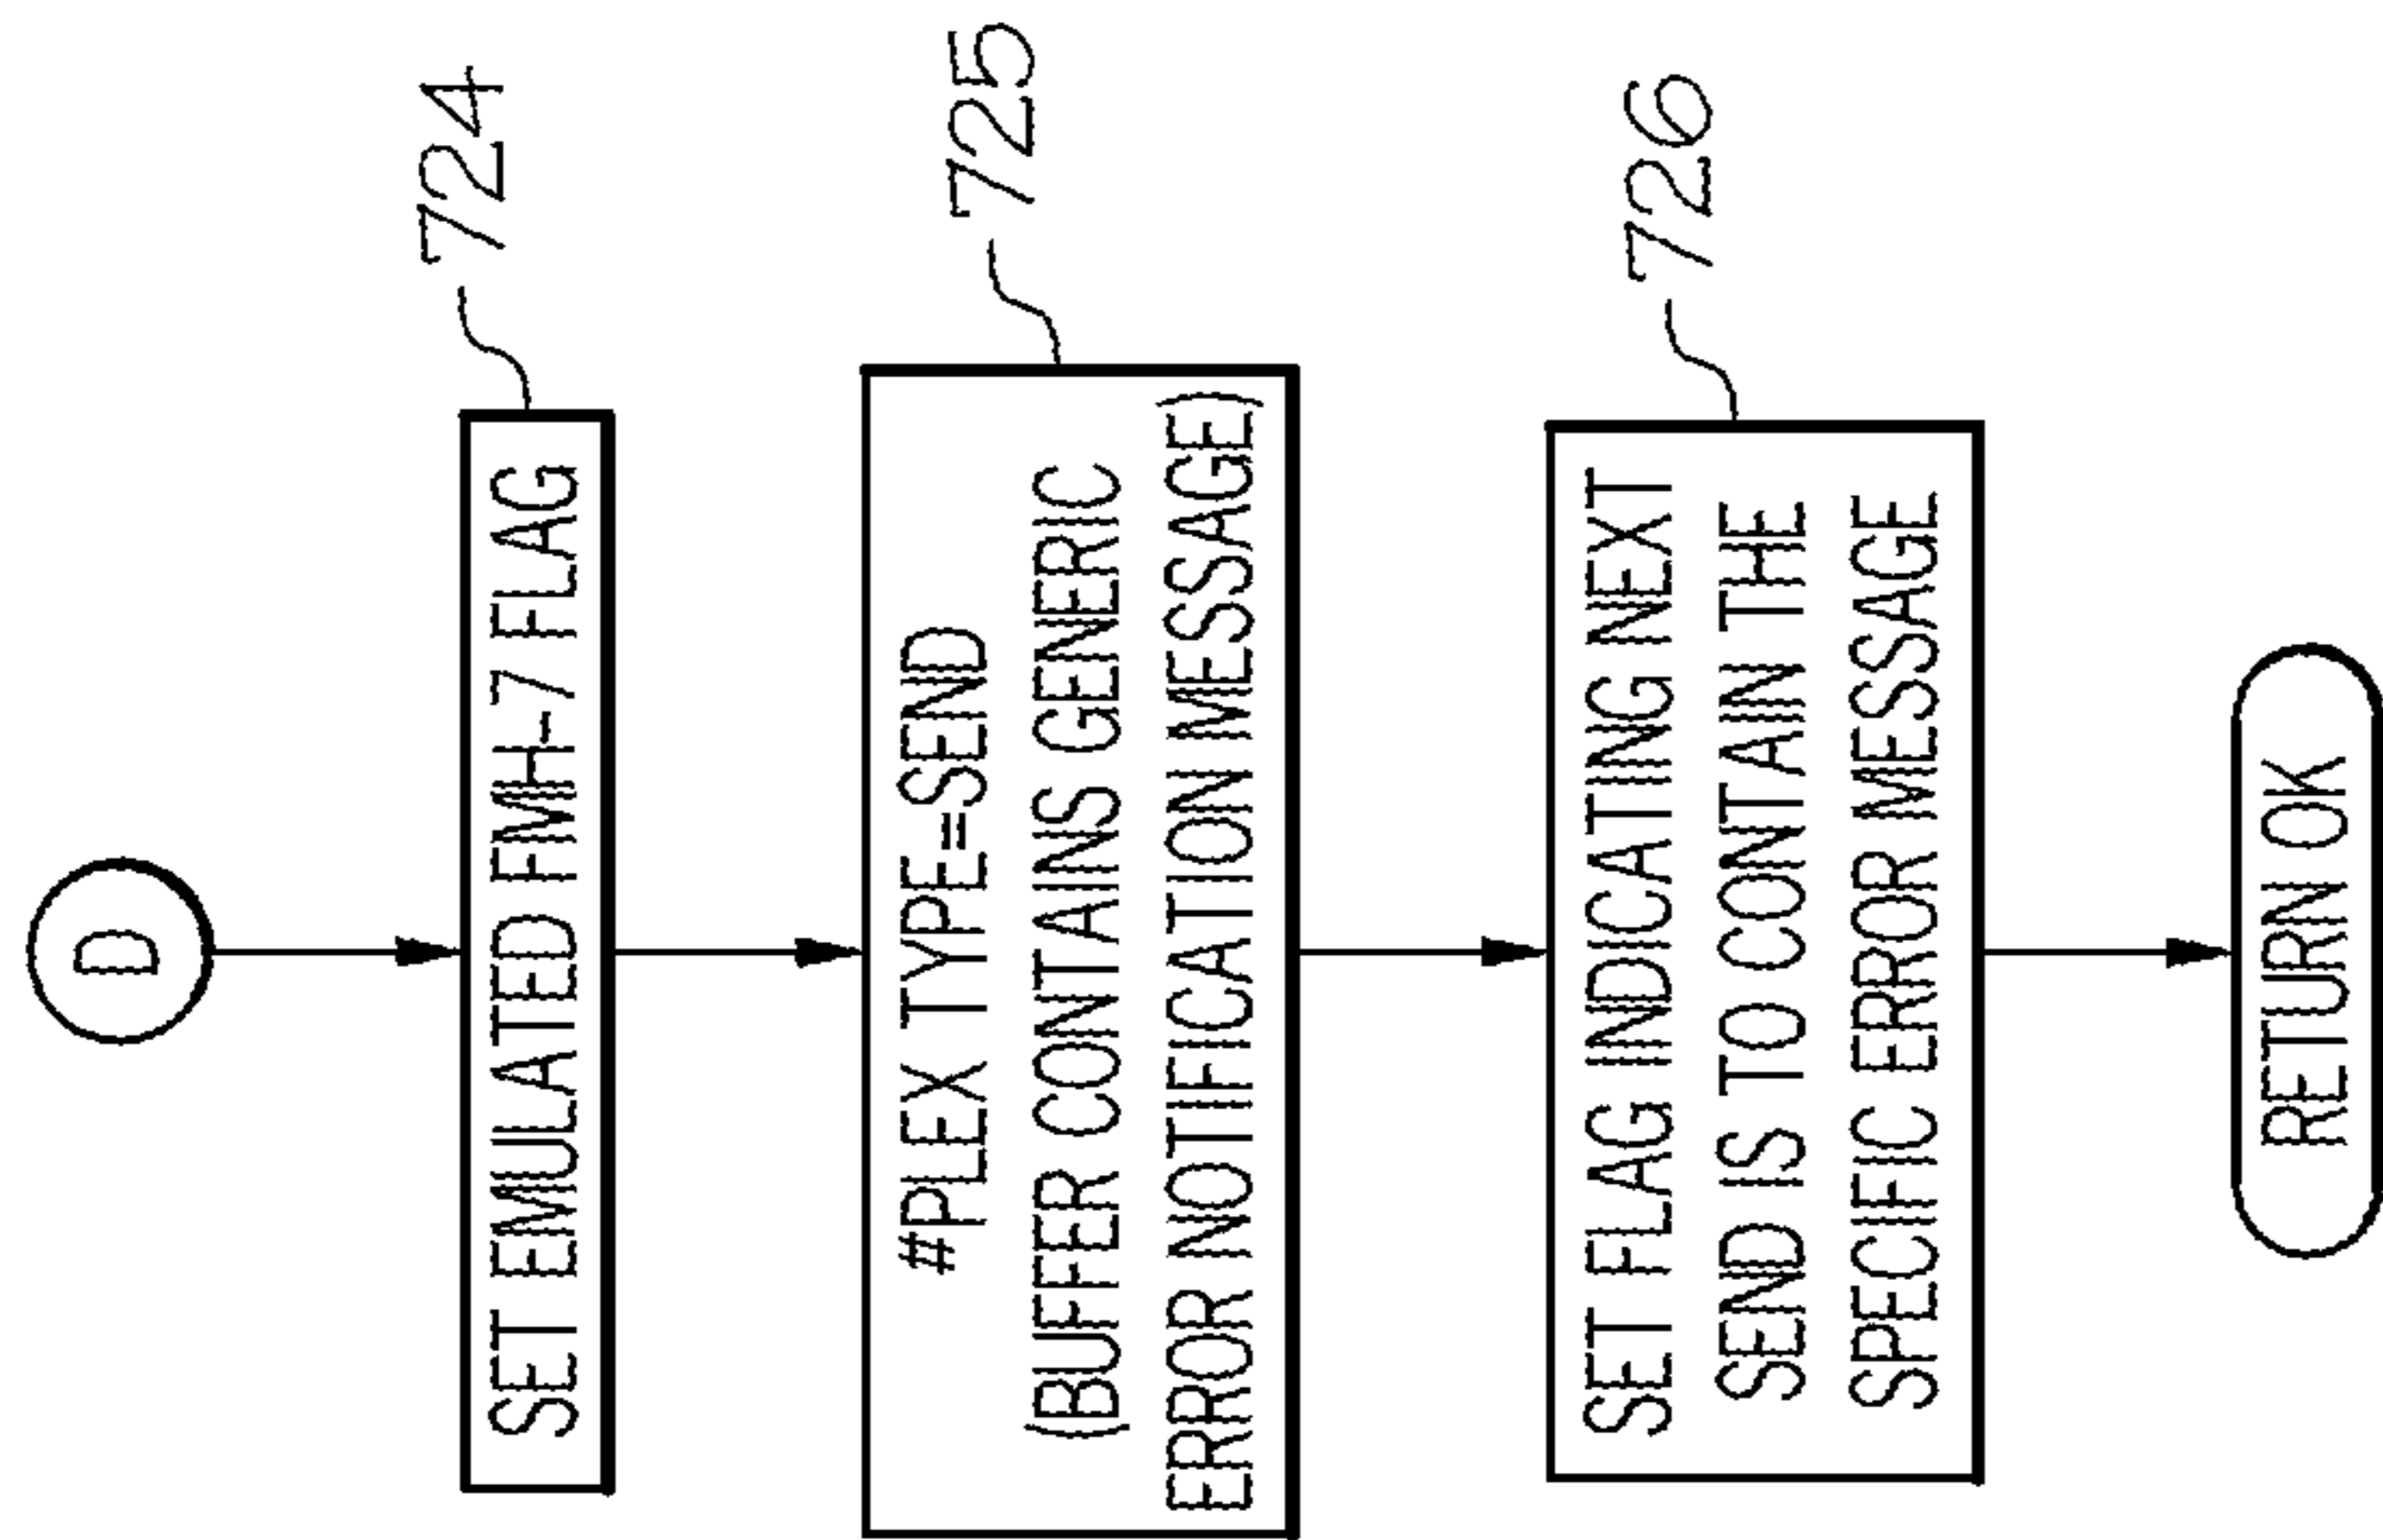 D
724
SET EMULATED FMH-7 FLAG
725
#PLEX TYPE=SEND
(BUFFER CONTAINS GENERIC
ERROR NOTIFICATION MESSAGE)
726
SET FLAG INDICATING NEXT
SEND IS TO CONTAIN THE
SPECIFIC ERROR MESSAGE
RETURN OK